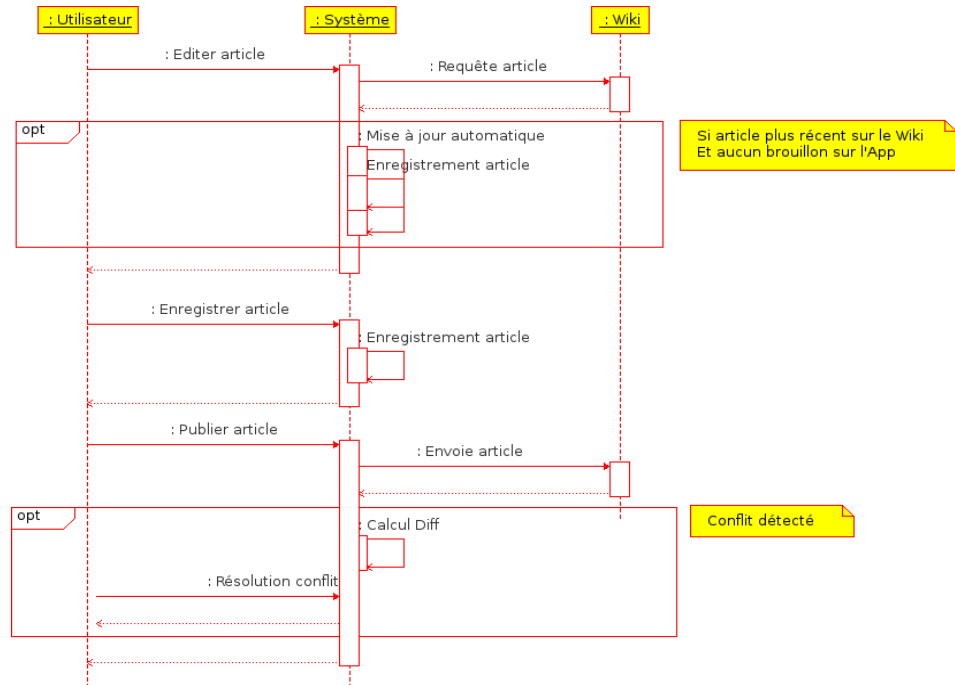 : Utilisateur
: Système
: Wiki
: Editer article
: Requête article
opt
: Mise à jour automatique
Si article plus récent sur le Wiki
Et aucun brouillon sur l'App
Enregistrement article
: Enregistrer article
: Enregistrement article
: Publier article
: Envoie article
opt
Conflit détecté
: Calcul Diff
: Résolution conflit